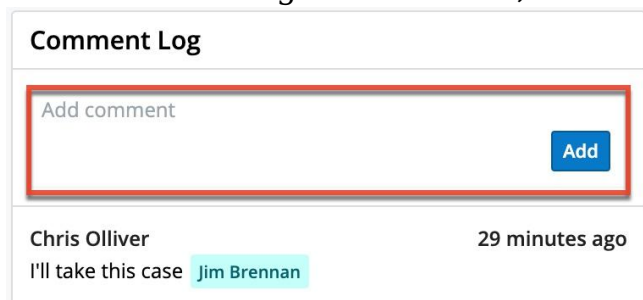 Comment Log
Add comment
Add
Chris Olliver 29 minutes ago
I'll take this case Jim Brennan